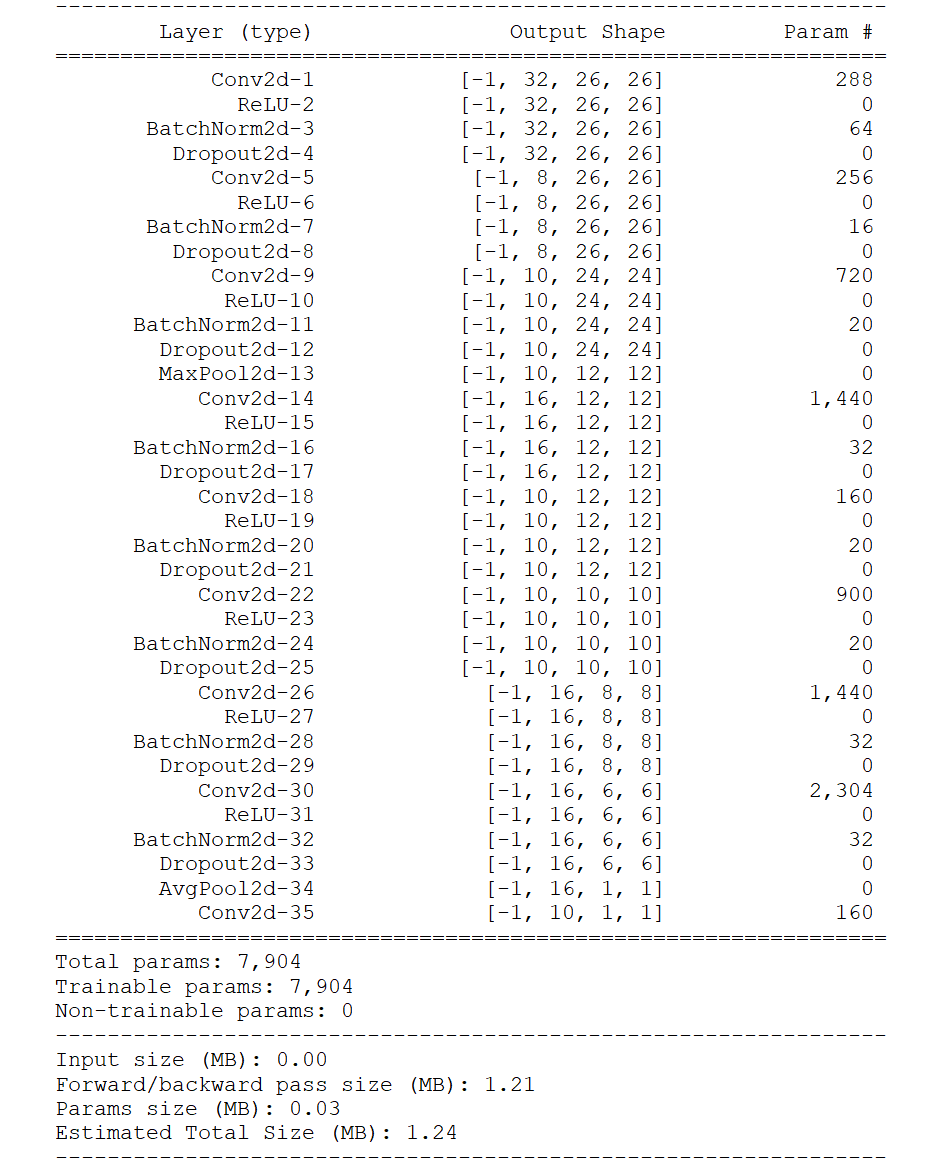 ----------------------------------------------------------------
        Layer (type)               Output Shape         Param #
================================================================
            Conv2d-1           [-1, 32, 26, 26]             288
              ReLU-2           [-1, 32, 26, 26]               0
       BatchNorm2d-3           [-1, 32, 26, 26]              64
         Dropout2d-4           [-1, 32, 26, 26]               0
            Conv2d-5            [-1, 8, 26, 26]             256
              ReLU-6            [-1, 8, 26, 26]               0
       BatchNorm2d-7            [-1, 8, 26, 26]              16
         Dropout2d-8            [-1, 8, 26, 26]               0
            Conv2d-9           [-1, 10, 24, 24]             720
             ReLU-10           [-1, 10, 24, 24]               0
      BatchNorm2d-11           [-1, 10, 24, 24]              20
        Dropout2d-12           [-1, 10, 24, 24]               0
        MaxPool2d-13           [-1, 10, 12, 12]               0
           Conv2d-14           [-1, 16, 12, 12]           1,440
             ReLU-15           [-1, 16, 12, 12]               0
      BatchNorm2d-16           [-1, 16, 12, 12]              32
        Dropout2d-17           [-1, 16, 12, 12]               0
           Conv2d-18           [-1, 10, 12, 12]             160
             ReLU-19           [-1, 10, 12, 12]               0
      BatchNorm2d-20           [-1, 10, 12, 12]              20
        Dropout2d-21           [-1, 10, 12, 12]               0
           Conv2d-22           [-1, 10, 10, 10]             900
             ReLU-23           [-1, 10, 10, 10]               0
      BatchNorm2d-24           [-1, 10, 10, 10]              20
        Dropout2d-25           [-1, 10, 10, 10]               0
           Conv2d-26             [-1, 16, 8, 8]           1,440
             ReLU-27             [-1, 16, 8, 8]               0
      BatchNorm2d-28             [-1, 16, 8, 8]              32
        Dropout2d-29             [-1, 16, 8, 8]               0
           Conv2d-30             [-1, 16, 6, 6]           2,304
             ReLU-31             [-1, 16, 6, 6]               0
      BatchNorm2d-32             [-1, 16, 6, 6]              32
        Dropout2d-33             [-1, 16, 6, 6]               0
        AvgPool2d-34             [-1, 16, 1, 1]               0
           Conv2d-35             [-1, 10, 1, 1]             160
================================================================
Total params: 7,904
Trainable params: 7,904
Non-trainable params: 0
----------------------------------------------------------------
Input size (MB): 0.00
Forward/backward pass size (MB): 1.21
Params size (MB): 0.03
Estimated Total Size (MB): 1.24
----------------------------------------------------------------